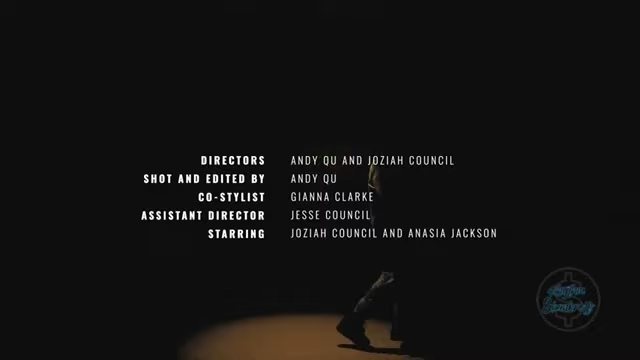 DIRECTORS ANDY QU AND JOZIAH COUNCIL
SHOT AND EDITED BY ANDY QU
CO-STYLIST GIANNA CLARKE
ASSISTANT DIRECTOR JESSE COUNCIL
STARRING JOZIAH COUNCIL AND ANASIA JACKSON